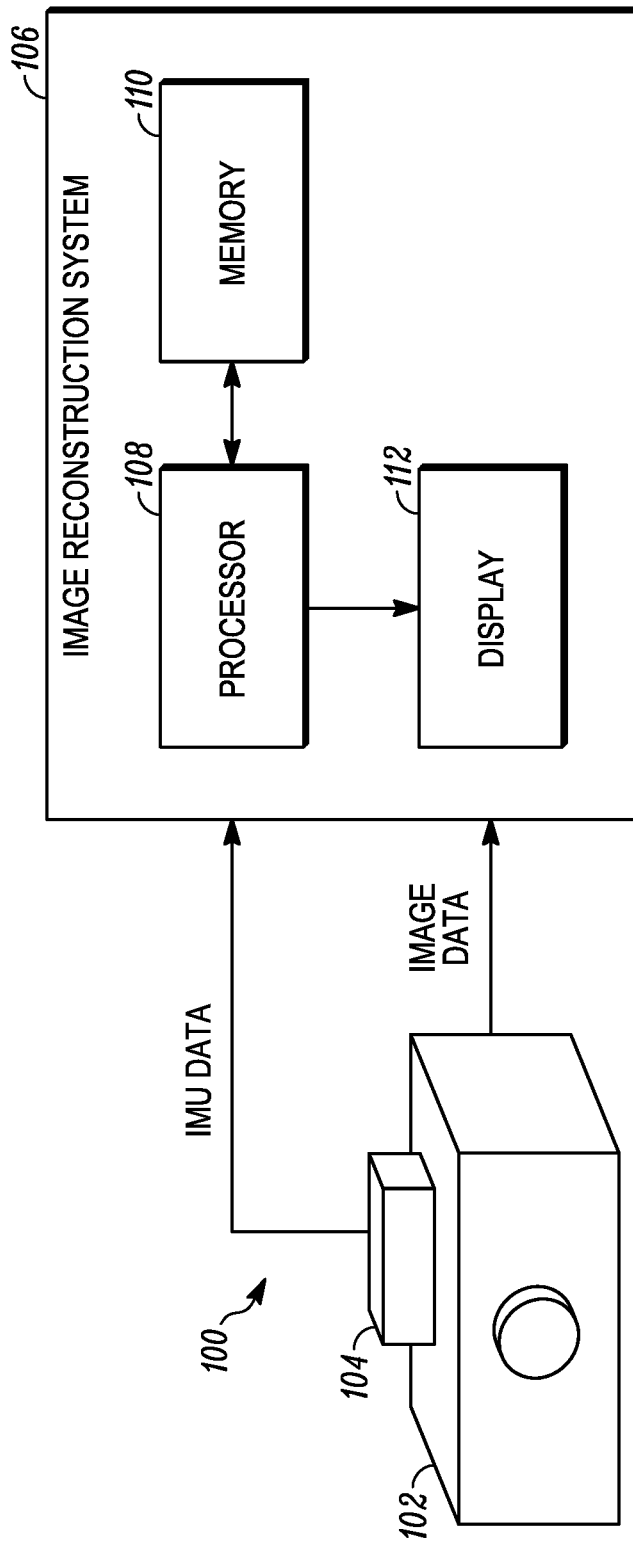 106
IMAGE RECONSTRUCTION SYSTEM
108
PROCESSOR
110
MEMORY
112
DISPLAY
IMU DATA
IMAGE
DATA
100
104
102